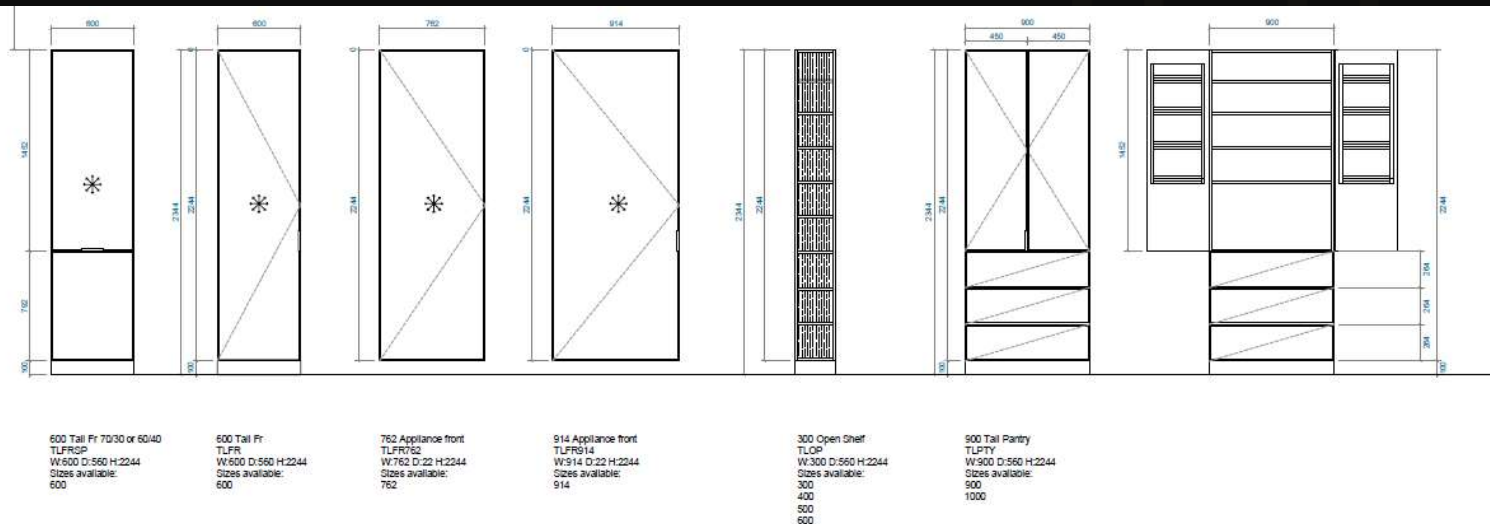 600
600
762
914
900
450
450
900
1452
792
100
0
2344
2244
100
0
2244
0
2244
2344
2244
2344
2244
100
1452
264
264
264
2244
100
600 Tall Fr 70/30 or 60/40
TLFRSP
W:600 D:560 H:2244
Sizes available:
600
600 Tall Fr
TLFR
W:600 D:560 H:2244
Sizes available:
600
762 Appliance front
TLFR762
W:762 D:22 H:2244
Sizes available:
762
914 Appliance front
TLFR914
W:914 D:22 H:2244
Sizes available:
914
300 Open Shelf
TLOP
W:300 D:560 H:2244
Sizes available:
300
400
500
600
900 Tall Pantry
TLPTY
W:900 D:560 H:2244
Sizes available:
900
1000